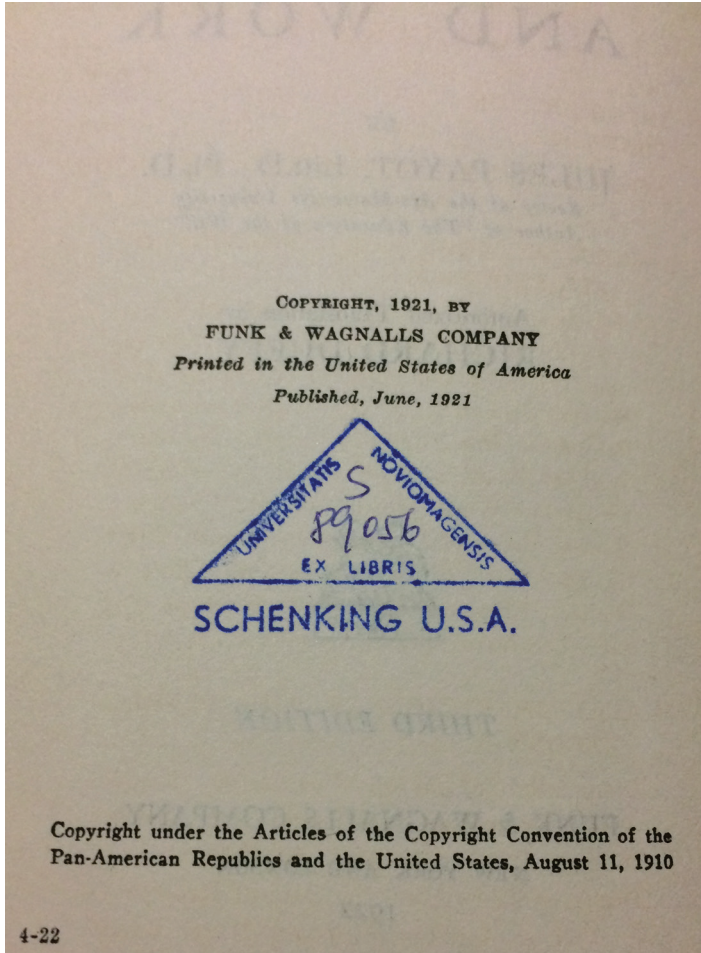 COPYRIGHT, 1921, BY
FUNK & WAGNALLS COMPANY
Printed in the United States of America
Published, June, 1921
UNIVERSITATIS NOVIOMAGENSIS
S
89056
EX LIBRIS
SCHENKING U.S.A.
Copyright under the Articles of the Copyright Convention of the
Pan-American Republics and the United States, August 11, 1910
4-22